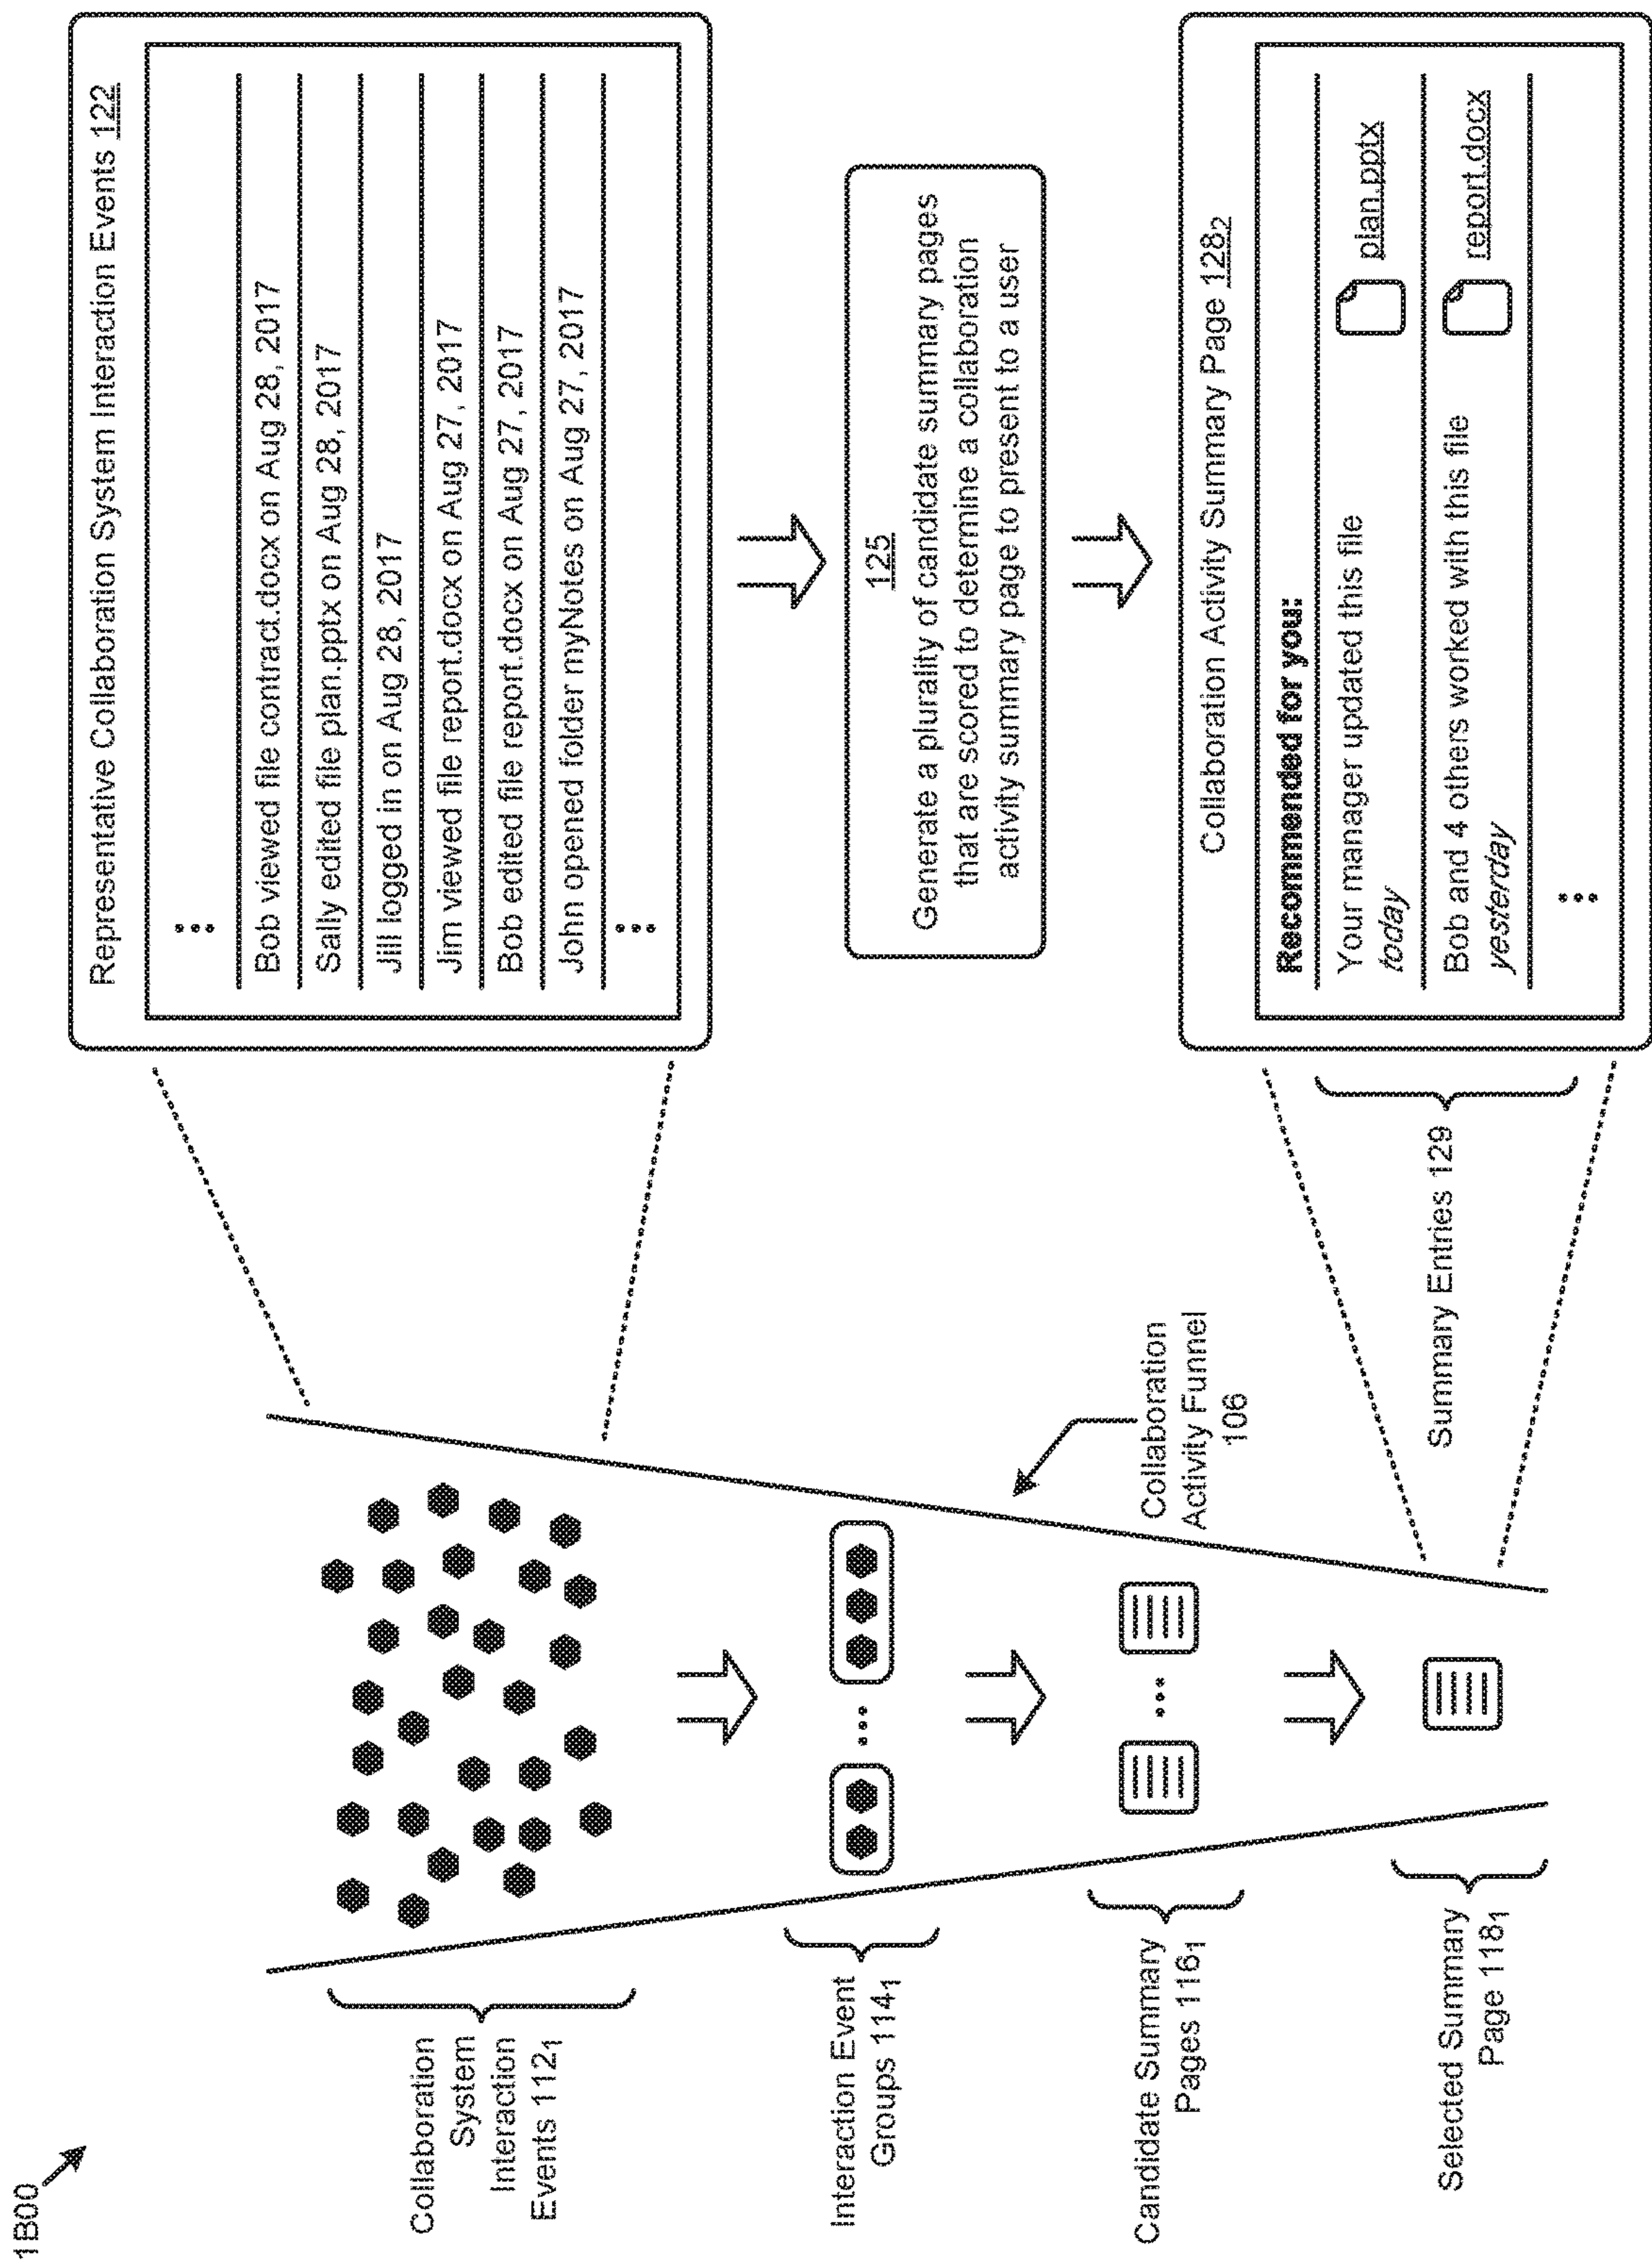 1B00
Collaboration
System
Interaction
Events 112₁
Interaction Event
Groups 114₁
Candidate Summary
Pages 116₁
Selected Summary
Page 118₁
Collaboration
Activity Funnel
106
Summary Entries 129
Representative Collaboration System Interaction Events 122
Bob viewed file contract.docx on Aug 28, 2017
Sally edited file plan.pptx on Aug 28, 2017
Jill logged in on Aug 28, 2017
Jim viewed file report.docx on Aug 27, 2017
Bob edited file report.docx on Aug 27, 2017
John opened folder myNotes on Aug 27, 2017
125
Generate a plurality of candidate summary pages
that are scored to determine a collaboration
activity summary page to present to a user
Collaboration Activity Summary Page 128₂
Recommended for you:
Your manager updated this file
today
plan.pptx
Bob and 4 others worked with this file
yesterday
report.docx